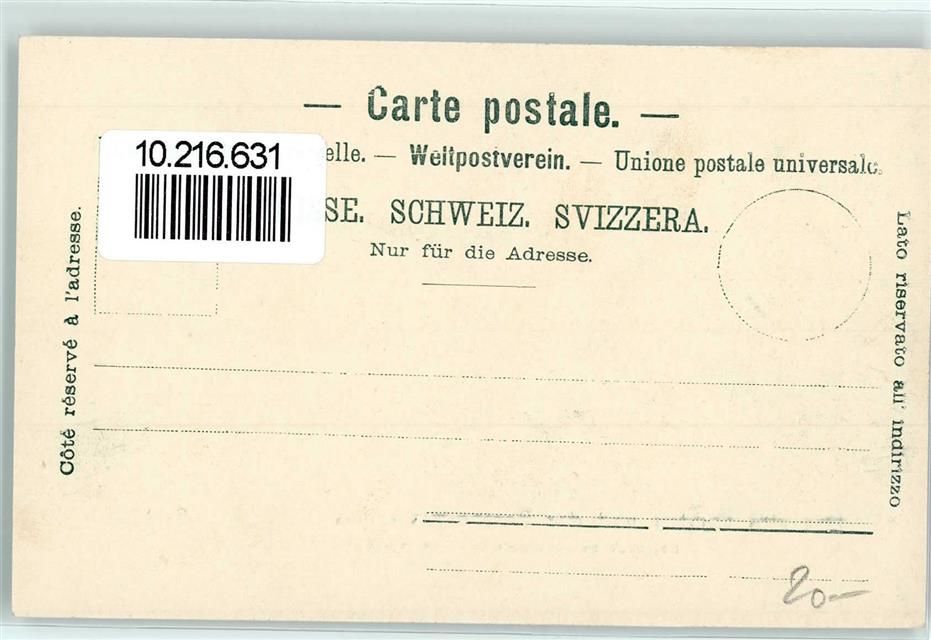 — Carte postale. —
10.216.631
elle. — Weltpostverein. — Unione postale universale.
SSE. SCHWEIZ. SVIZZERA.
Nur für die Adresse.
Côté réservé à l'adresse.
Lato riservato all' indirizzo
20.—